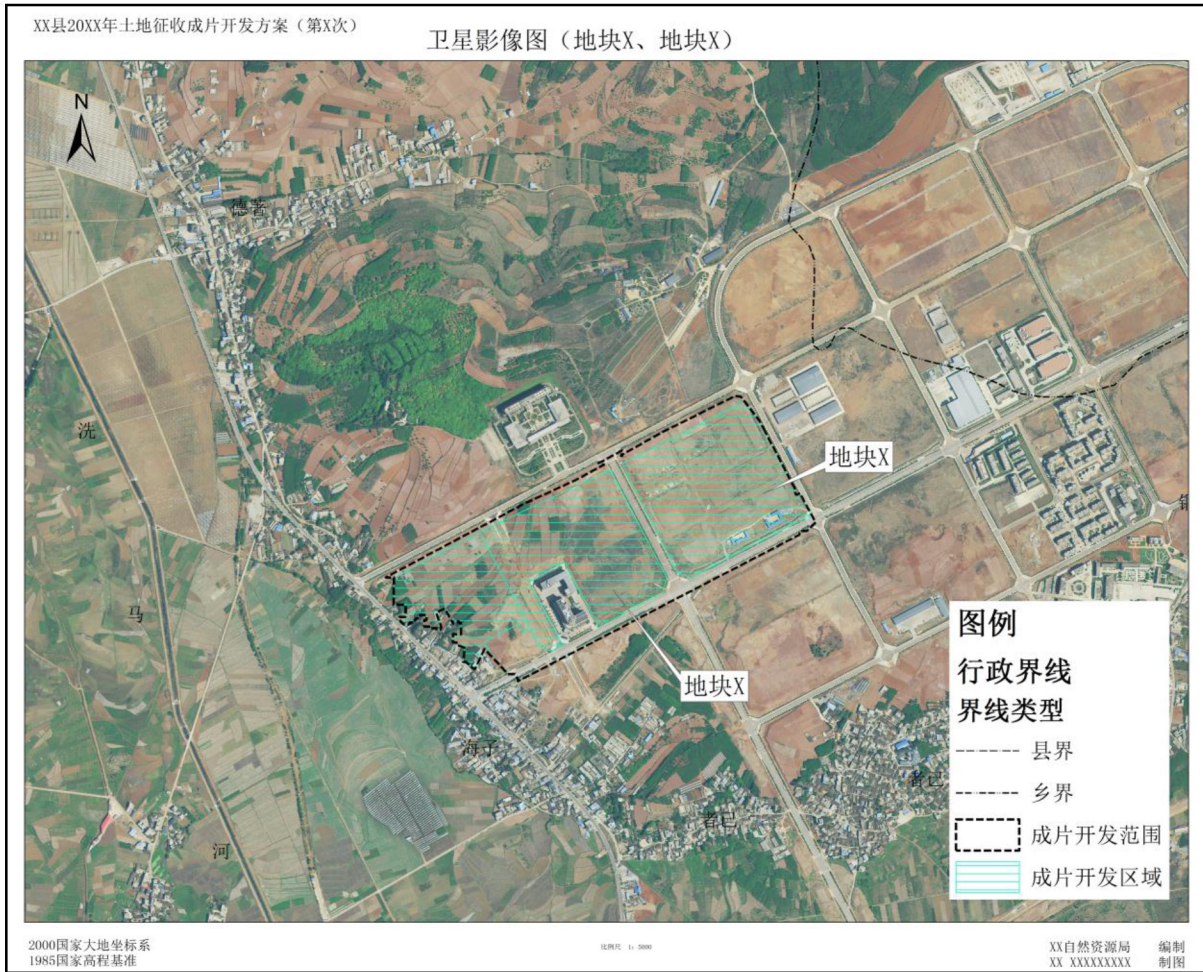 XX县20XX年土地征收成片开发方案（第X次）
卫星影像图（地块X、地块X）
N
德著
洗
地块X
马
地块X
海子
者已
者已
河
图例
行政界线
界线类型
县界
乡界
成片开发范围
成片开发区域
2000国家大地坐标系
1985国家高程基准
比例尺 1: 5000
XX自然资源局 编制
XX XXXXXXXXX 制图